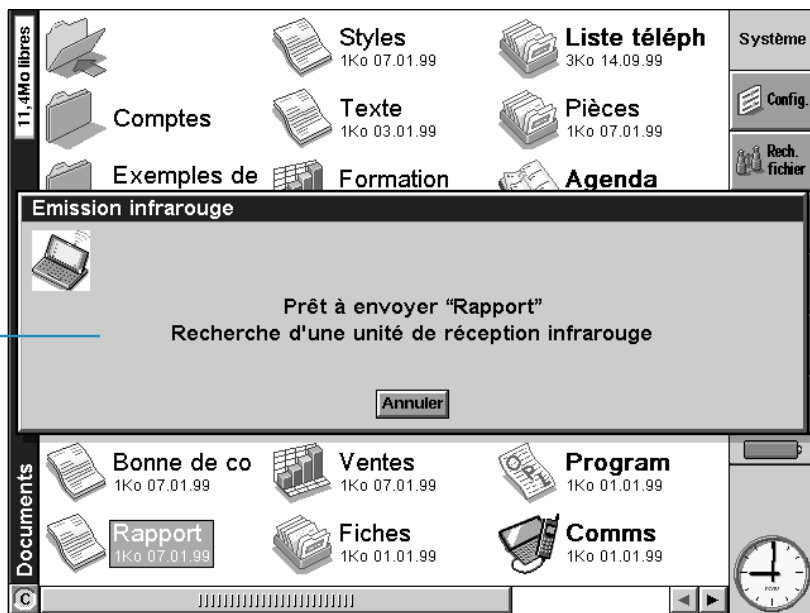 11,4Mo libres
Styles
1Ko 07.01.99
Liste téléph
3Ko 14.09.99
Système
Comptes
Texte
1Ko 03.01.99
Pièces
1Ko 07.01.99
Config.
Exemples de
Formation
Agenda
Rech.
fichier
Emission infrarouge
Prêt à envoyer “Rapport”
Recherche d'une unité de réception infrarouge
Annuler
Documents
Bonne de co
1Ko 07.01.99
Ventes
1Ko 07.01.99
Program
1Ko 01.01.99
OPL
Rapport
1Ko 07.01.99
Fiches
1Ko 01.01.99
Comms
1Ko 01.01.99
C